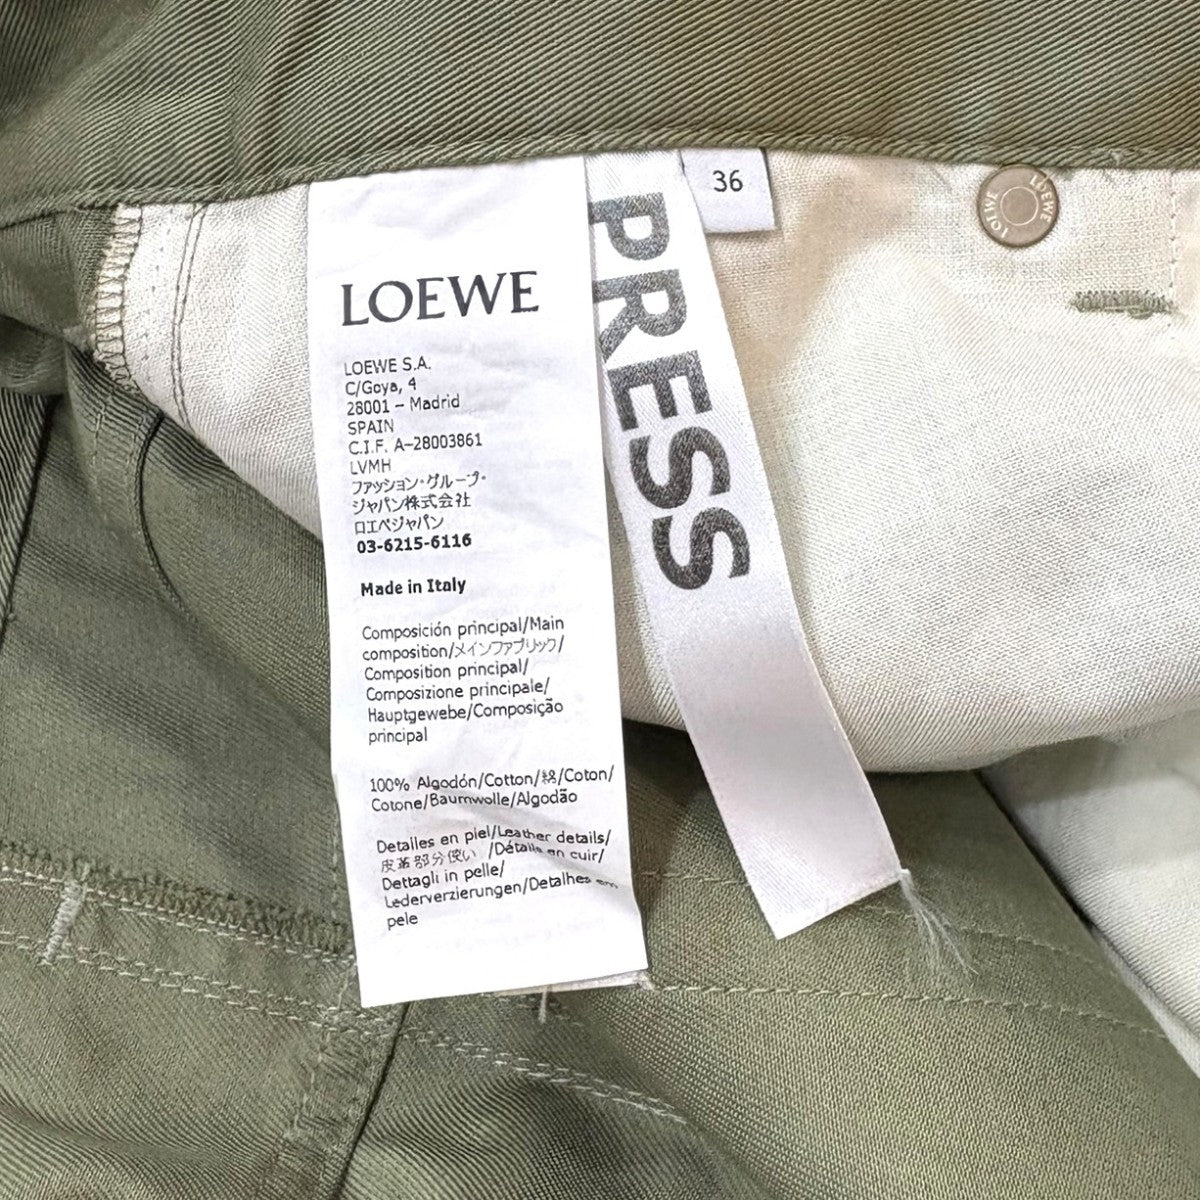 LOEWE
LOEWE S.A.
C/Goya, 4
28001 – Madrid
SPAIN
C.I.F. A-28003861
LVMH
ファッション・グループ・
ジャパン株式会社
ロエベジャパン
03-6215-6116
Made in Italy
Composición principal/Main
composition/メインファブリック/
Composition principal/
Composizione principale/
Hauptgewebe/Composição
principal
100% Algodón/Cotton/綿/Coton/
Cotone/Baumwolle/Algodão
Detalles en piel/Leather details/
皮革部分使い /Détails en cuir/
Dettagli in pelle/
Lederverzierungen/Detalhes em
pele
PRESS
36
LOEWE LOEWE